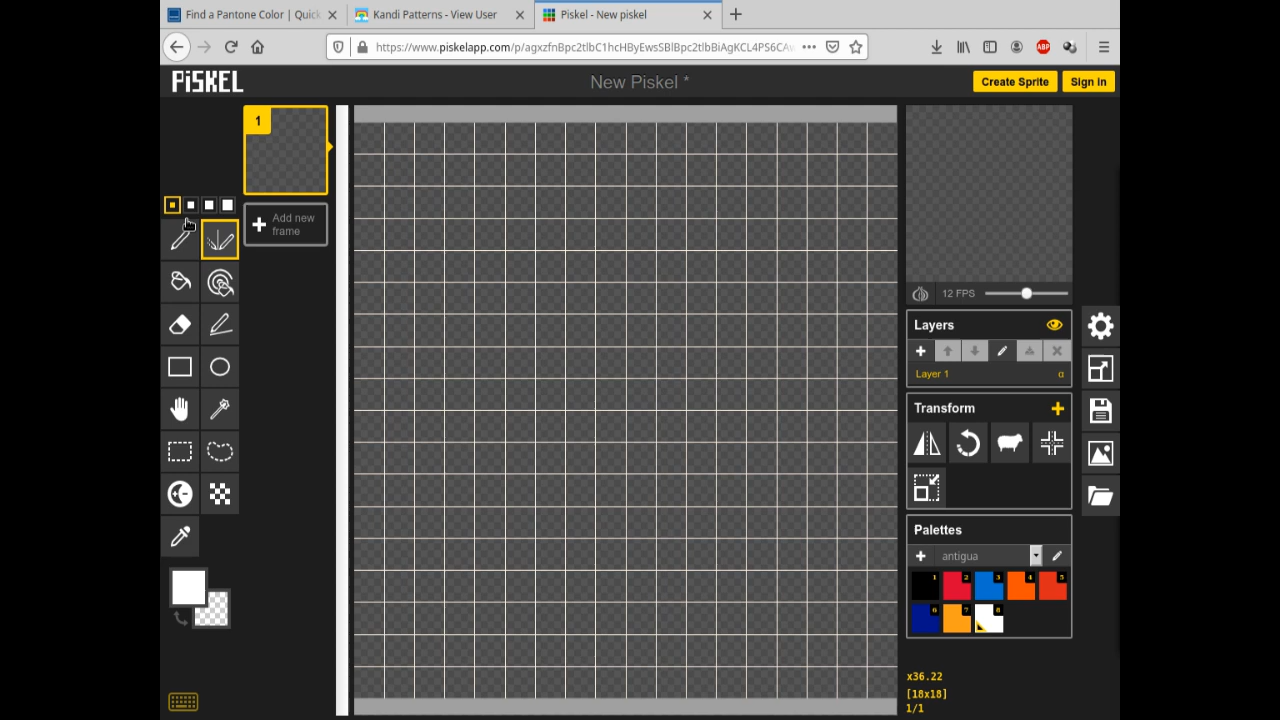 Find a Pantone Color | Quick
Kandi Patterns - View User
Piskel - New piskel
https://www.piskelapp.com/p/agxzfnBpc2tlbC1hcHByEwsSBlBpc2tlbBiAgKCL4PS6CAw
ABP
PiSKEL
New Piskel *
Create Sprite
Sign in
1
Add new
frame
12 FPS
Layers
Layer 1
α
Transform
Palettes
antigua
1 2 3 4 5
6 7 8
x36.22
[18x18]
1/1